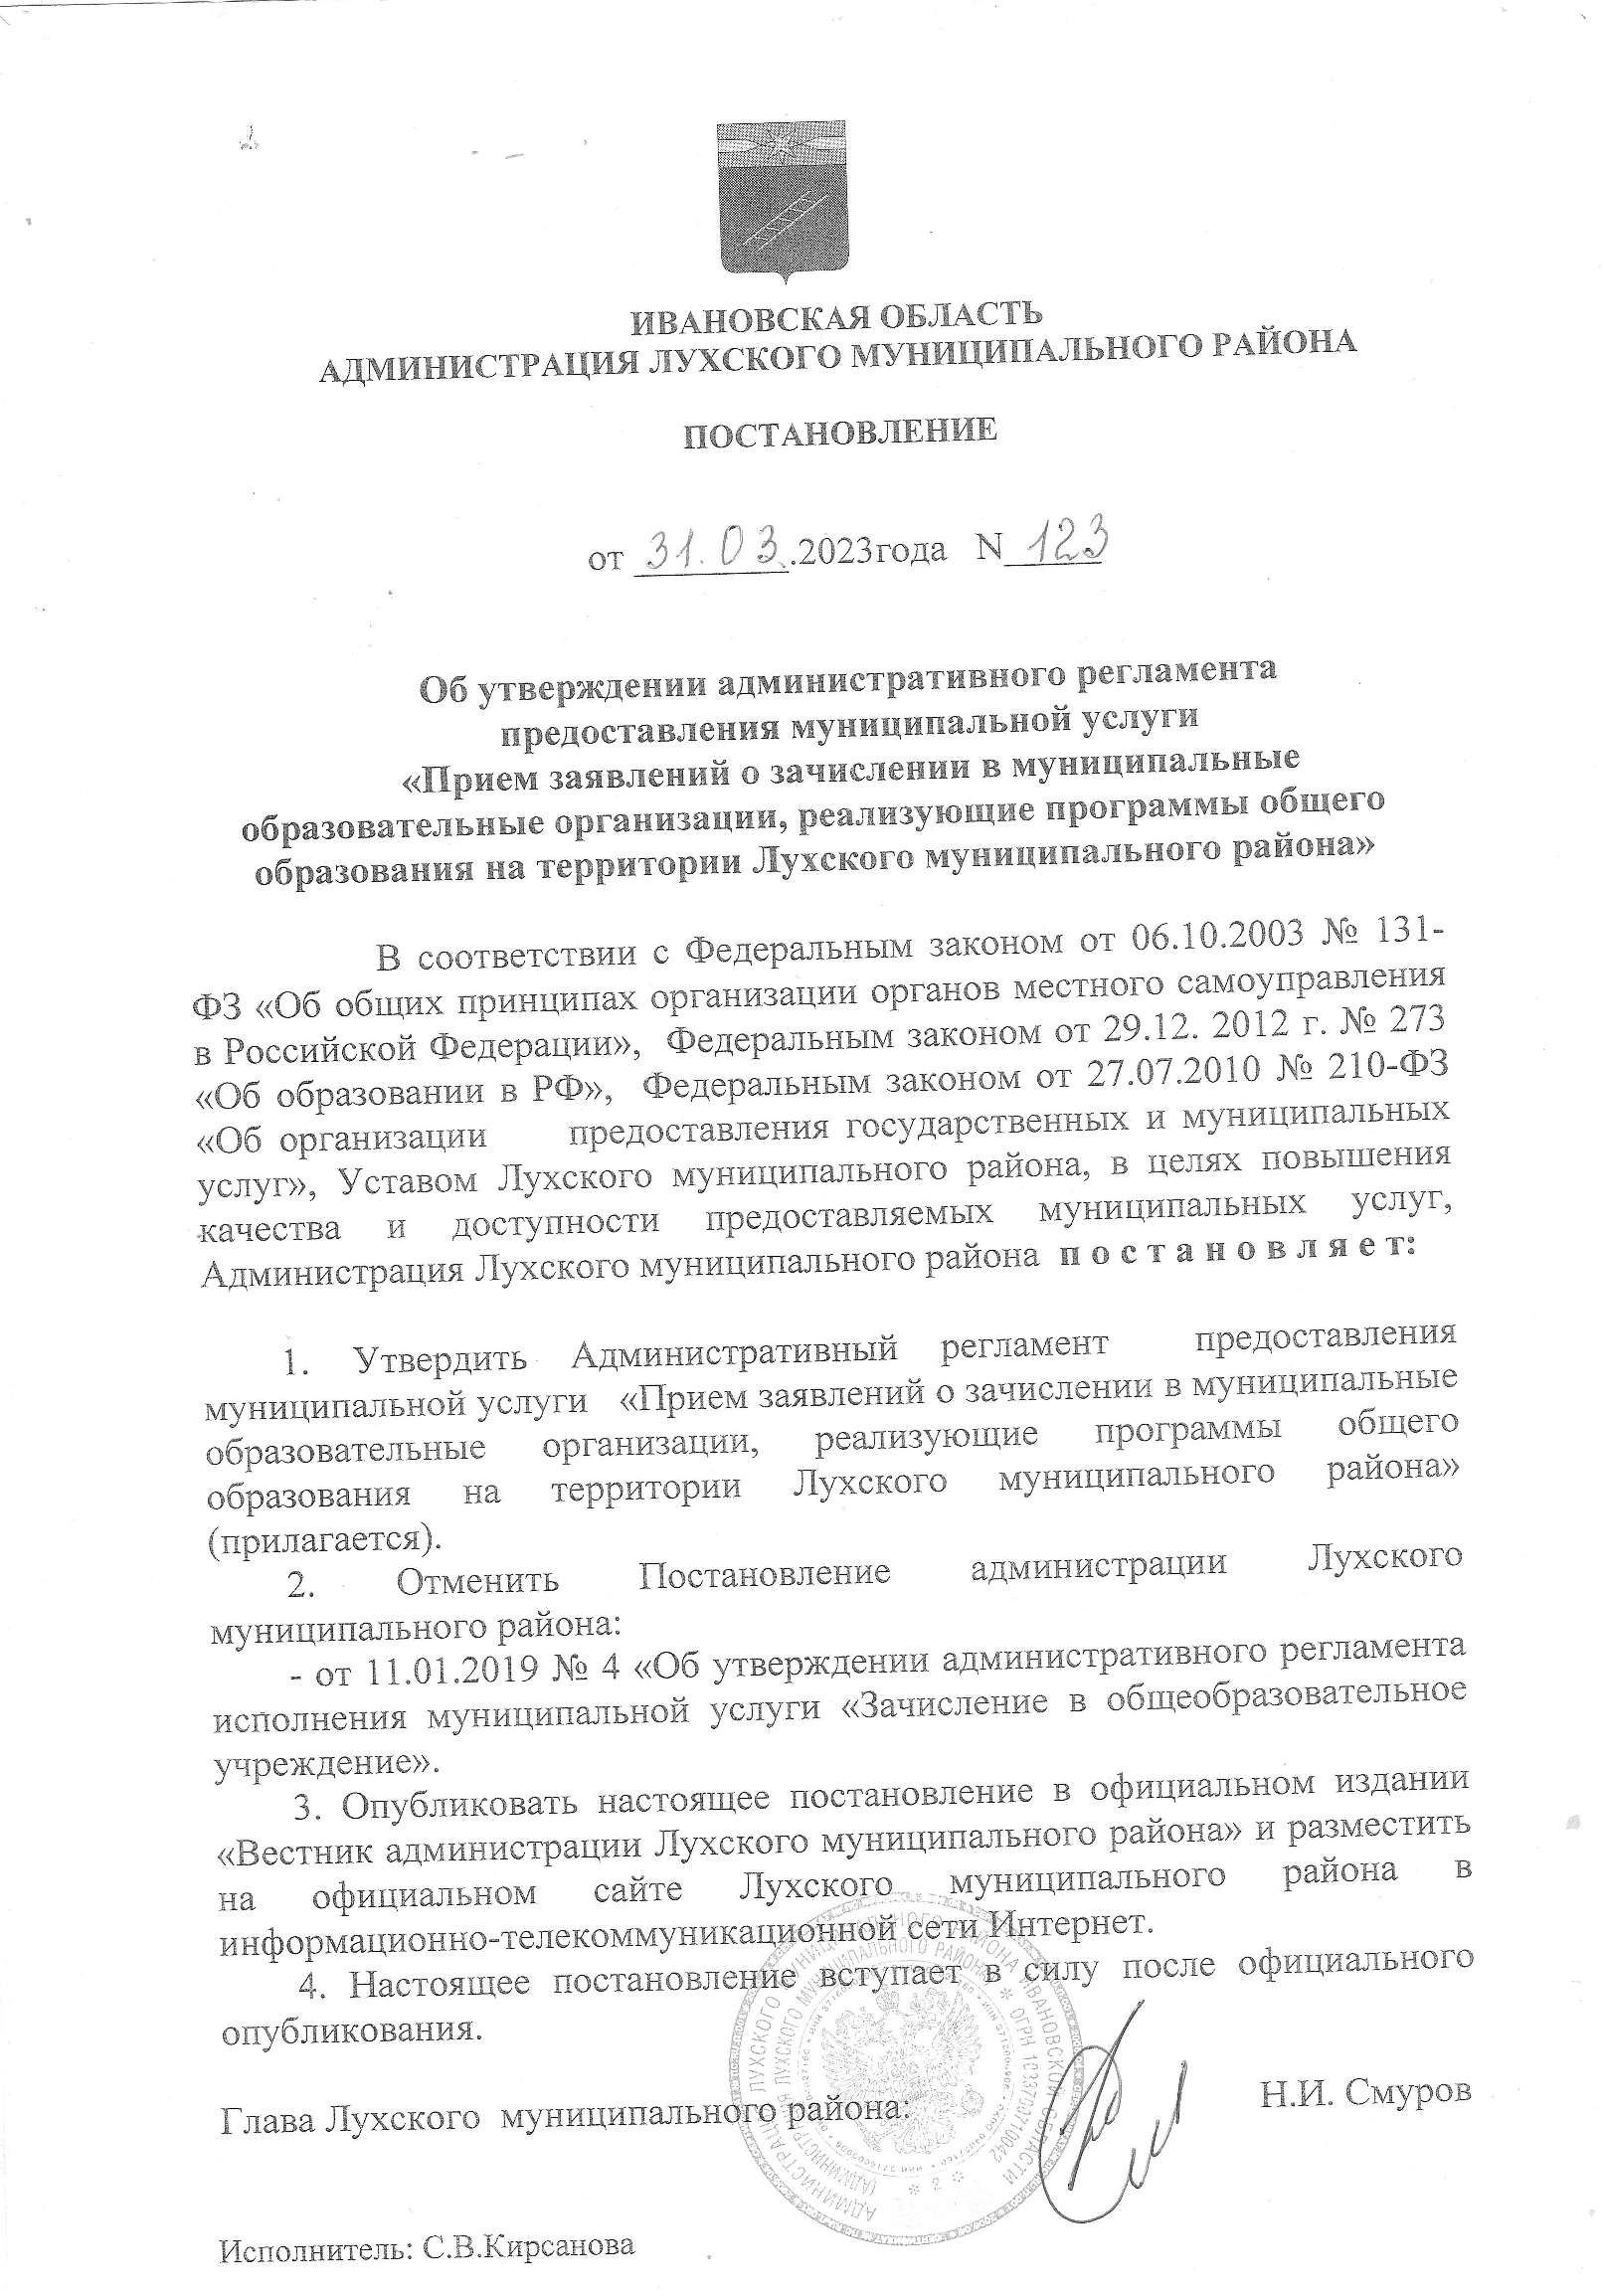 ИВАНОВСКАЯ ОБЛАСТЬ
АДМИНИСТРАЦИЯ ЛУХСКОГО МУНИЦИПАЛЬНОГО РАЙОНА
ПОСТАНОВЛЕНИЕ
от 31.03.2023года N 123
Об утверждении административного регламента
предоставления муниципальной услуги
«Прием заявлений о зачислении в муниципальные
образовательные организации, реализующие программы общего
образования на территории Лухского муниципального района»
В соответствии с Федеральным законом от 06.10.2003 № 131-
ФЗ «Об общих принципах организации органов местного самоуправления
в Российской Федерации», Федеральным законом от 29.12. 2012 г. № 273
«Об образовании в РФ», Федеральным законом от 27.07.2010 № 210-ФЗ
«Об организации предоставления государственных и муниципальных
услуг», Уставом Лухского муниципального района, в целях повышения
качества и доступности предоставляемых муниципальных услуг,
Администрация Лухского муниципального района п о с т а н о в л я е т:
1. Утвердить Административный регламент предоставления
муниципальной услуги «Прием заявлений о зачислении в муниципальные
образовательные организации, реализующие программы общего
образования на территории Лухского муниципального района»
(прилагается).
2. Отменить Постановление администрации Лухского
муниципального района:
- от 11.01.2019 № 4 «Об утверждении административного регламента
исполнения муниципальной услуги «Зачисление в общеобразовательное
учреждение».
3. Опубликовать настоящее постановление в официальном издании
«Вестник администрации Лухского муниципального района» и разместить
на официальном сайте Лухского муниципального района в
информационно-телекоммуникационной сети Интернет.
4. Настоящее постановление вступает в силу после официального
опубликования.
Глава Лухского муниципального района: Н.И. Смуров
Исполнитель: С.В.Кирсанова